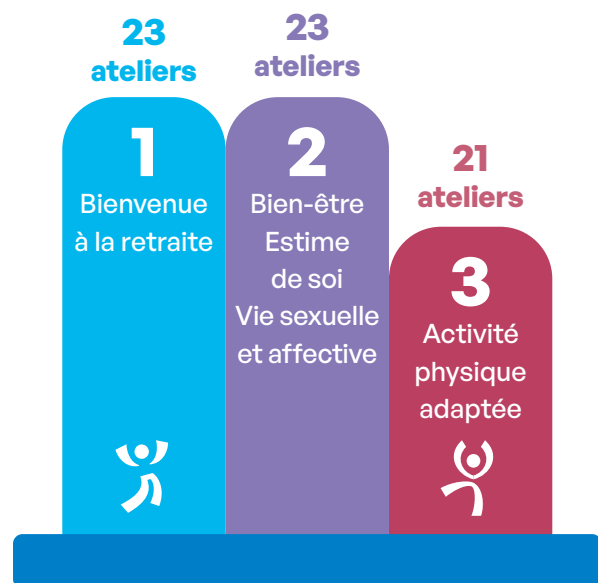 23
ateliers
1
Bienvenue
à la retraite
23
ateliers
2
Bien-être
Estime
de soi
Vie sexuelle
et affective
21
ateliers
3
Activité
physique
adaptée